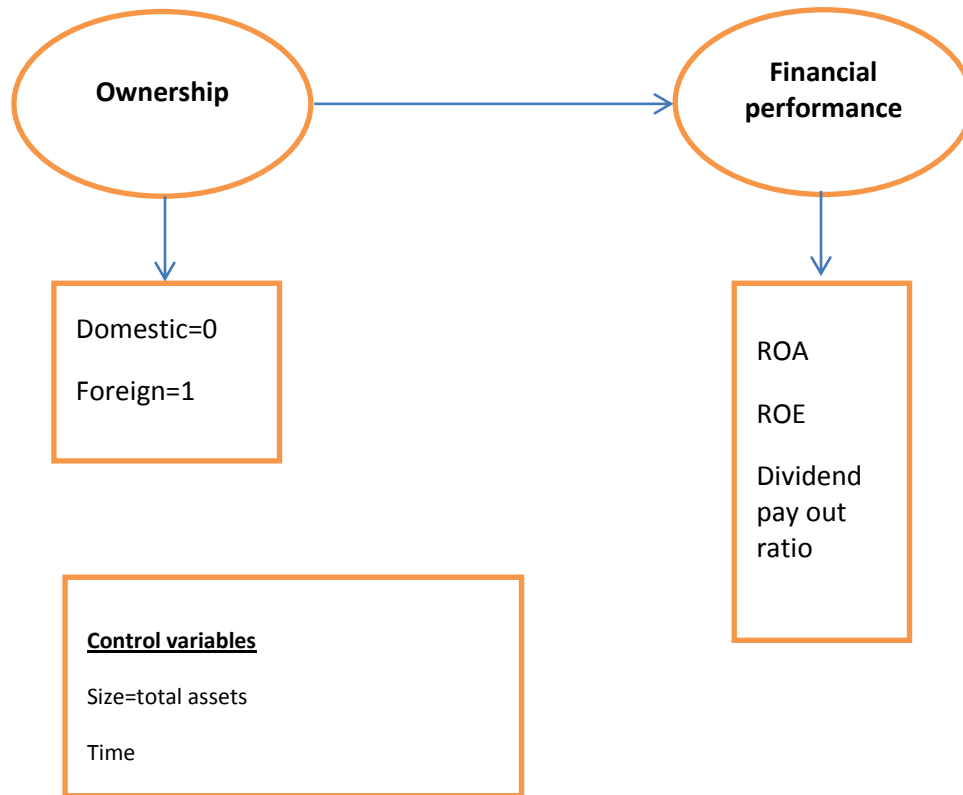 Ownership
Financial
performance
Domestic=0
Foreign=1
ROA
ROE
Dividend
pay out
ratio
Control variables
Size=total assets
Time